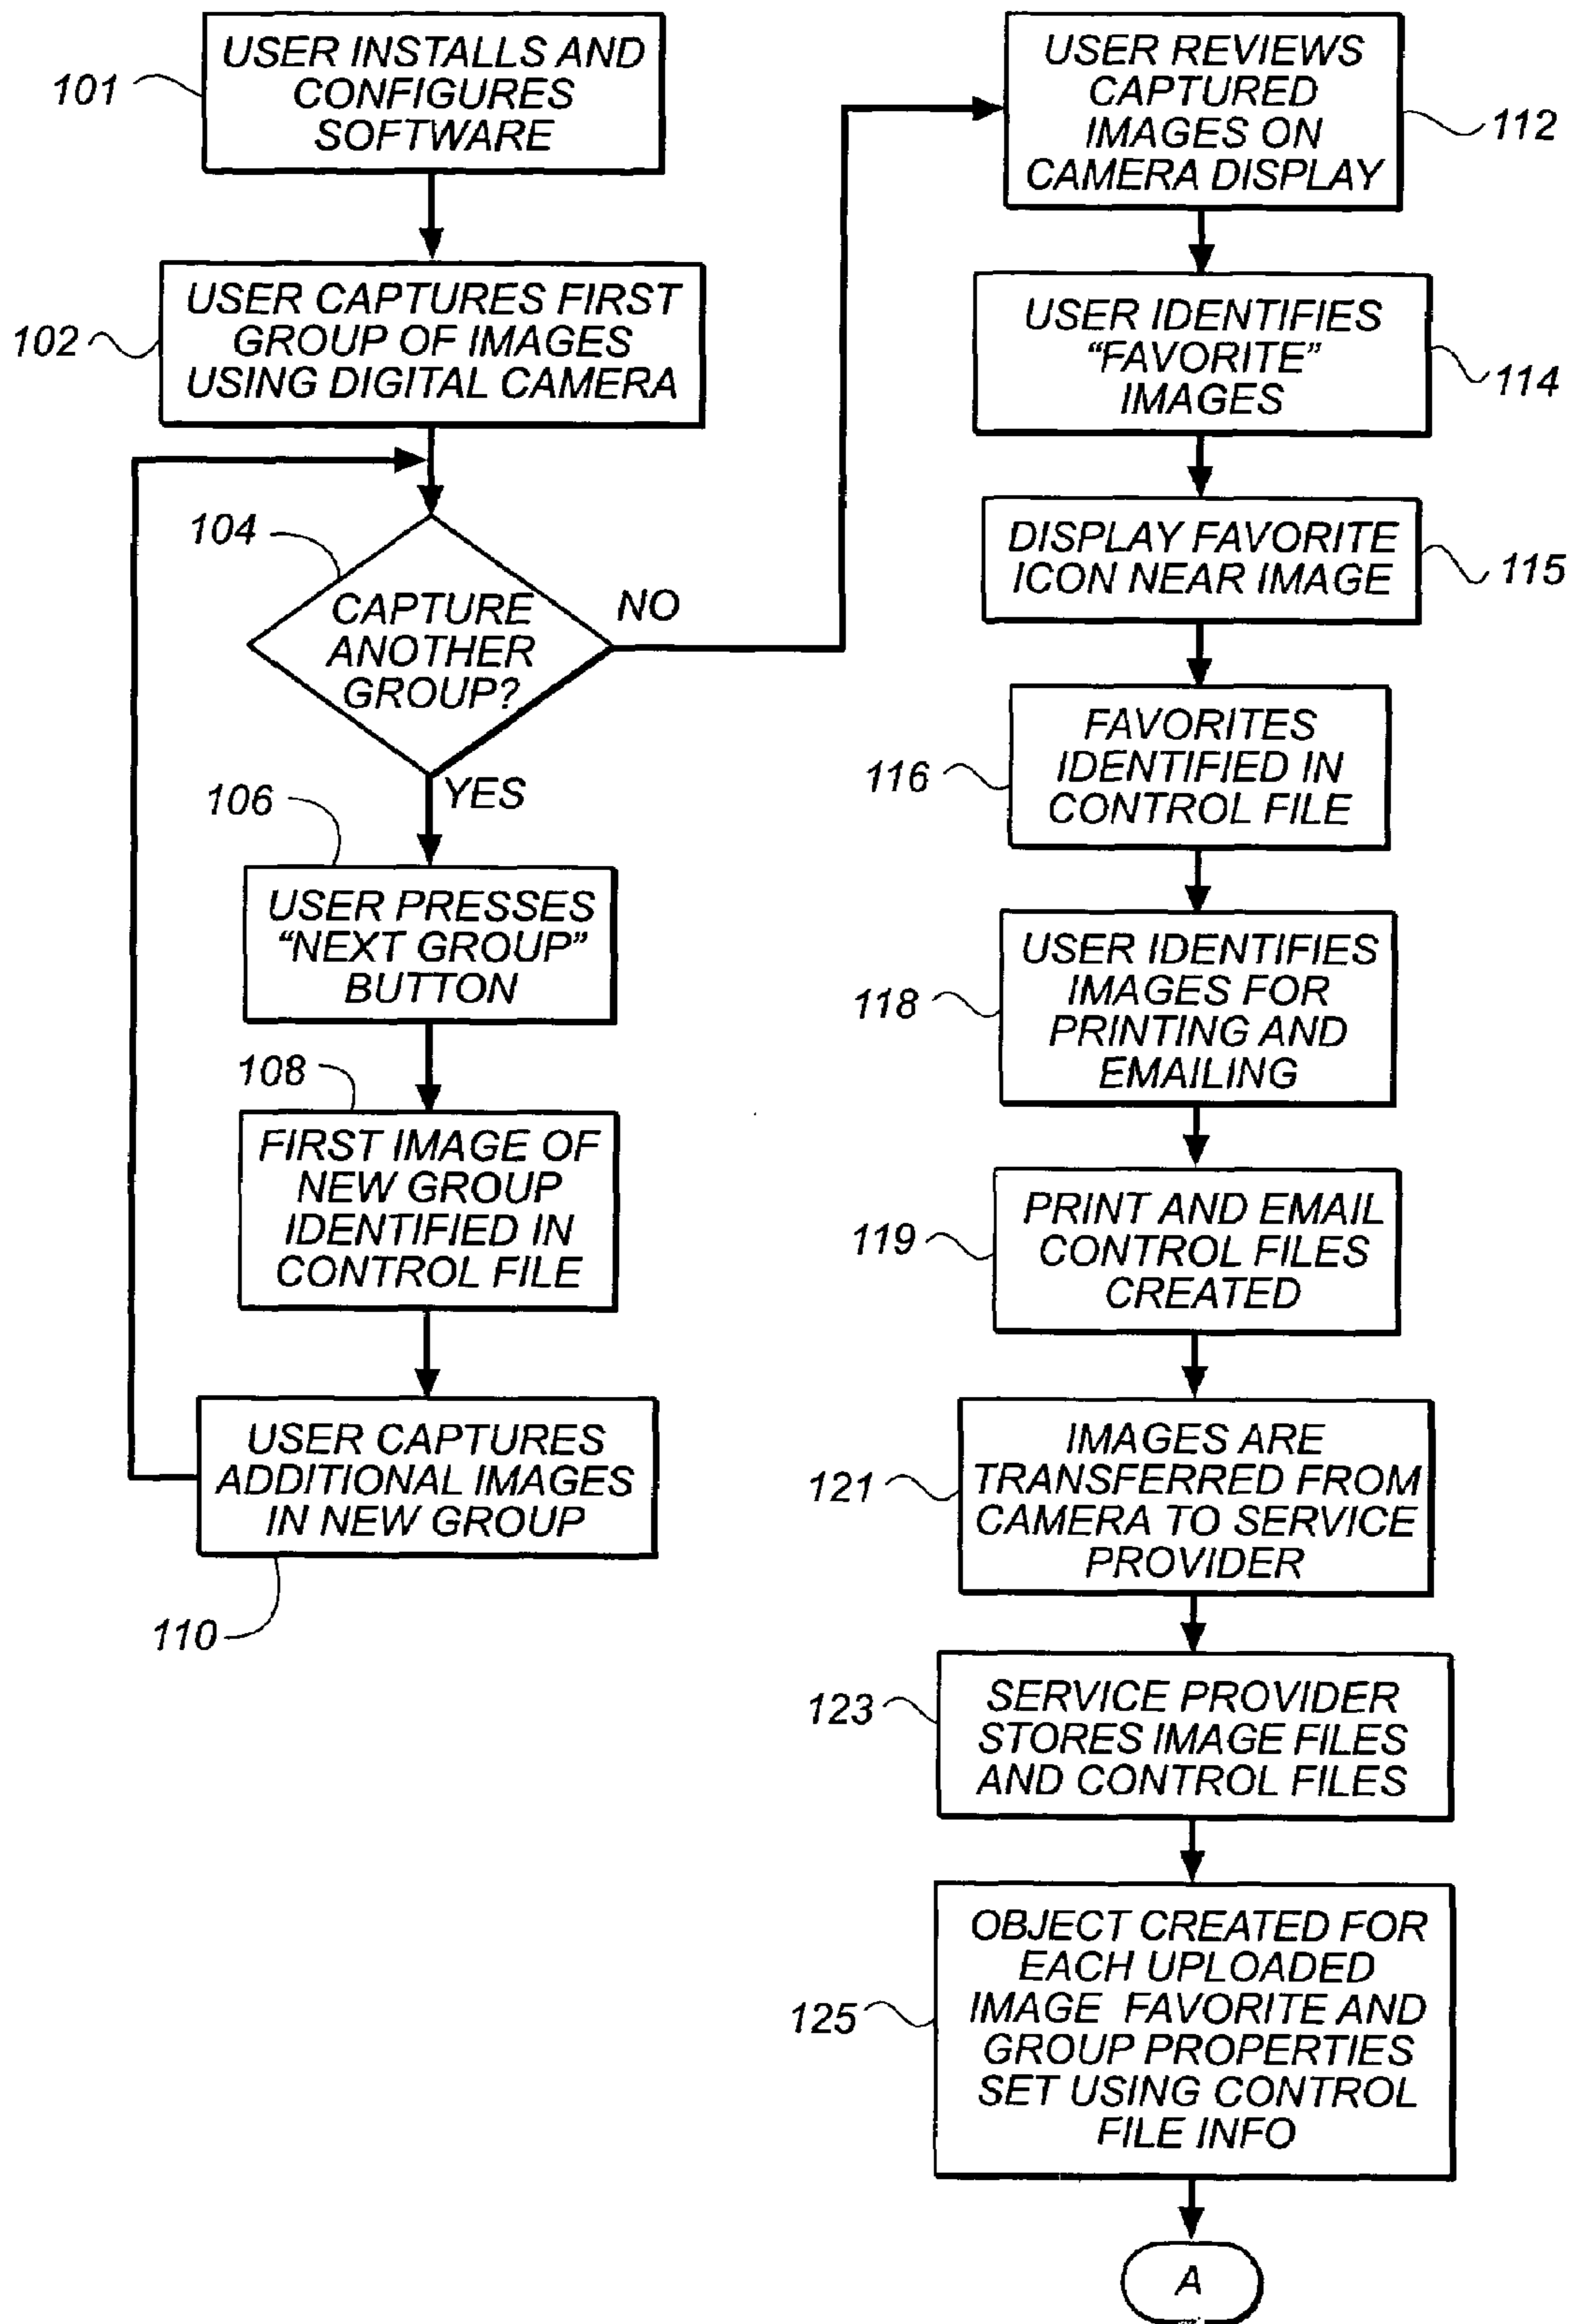 USER INSTALLS AND
CONFIGURES
SOFTWARE
101
USER CAPTURES FIRST
GROUP OF IMAGES
USING DIGITAL CAMERA
102
104
CAPTURE
ANOTHER
GROUP?
NO
YES
106
USER PRESSES
“NEXT GROUP”
BUTTON
108
FIRST IMAGE OF
NEW GROUP
IDENTIFIED IN
CONTROL FILE
USER CAPTURES
ADDITIONAL IMAGES
IN NEW GROUP
110
USER REVIEWS
CAPTURED
IMAGES ON
CAMERA DISPLAY
112
USER IDENTIFIES
“FAVORITE”
IMAGES
114
DISPLAY FAVORITE
ICON NEAR IMAGE
115
FAVORITES
IDENTIFIED IN
CONTROL FILE
116
USER IDENTIFIES
IMAGES FOR
PRINTING AND
EMAILING
118
PRINT AND EMAIL
CONTROL FILES
CREATED
119
IMAGES ARE
TRANSFERRED FROM
CAMERA TO SERVICE
PROVIDER
121
SERVICE PROVIDER
STORES IMAGE FILES
AND CONTROL FILES
123
OBJECT CREATED FOR
EACH UPLOADED
IMAGE FAVORITE AND
GROUP PROPERTIES
SET USING CONTROL
FILE INFO
125
A